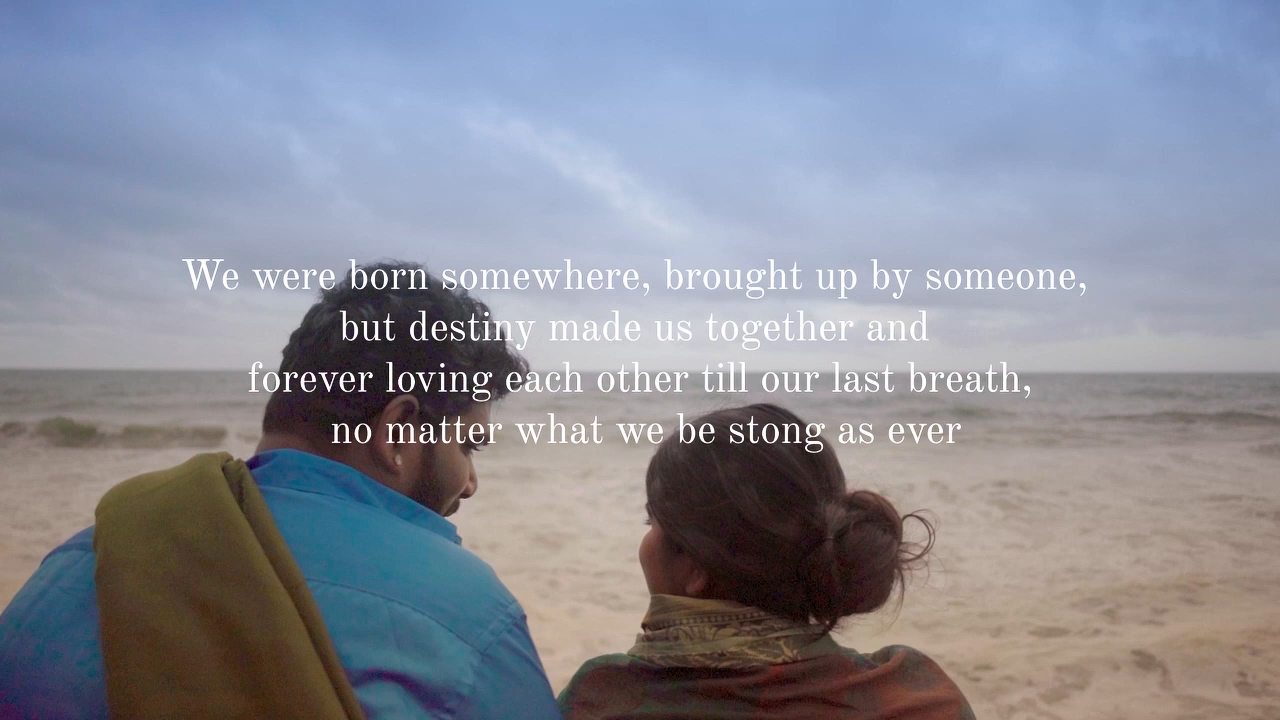 We were born somewhere, brought up by someone,
but destiny made us together and
forever loving each other till our last breath,
no matter what we be stong as ever